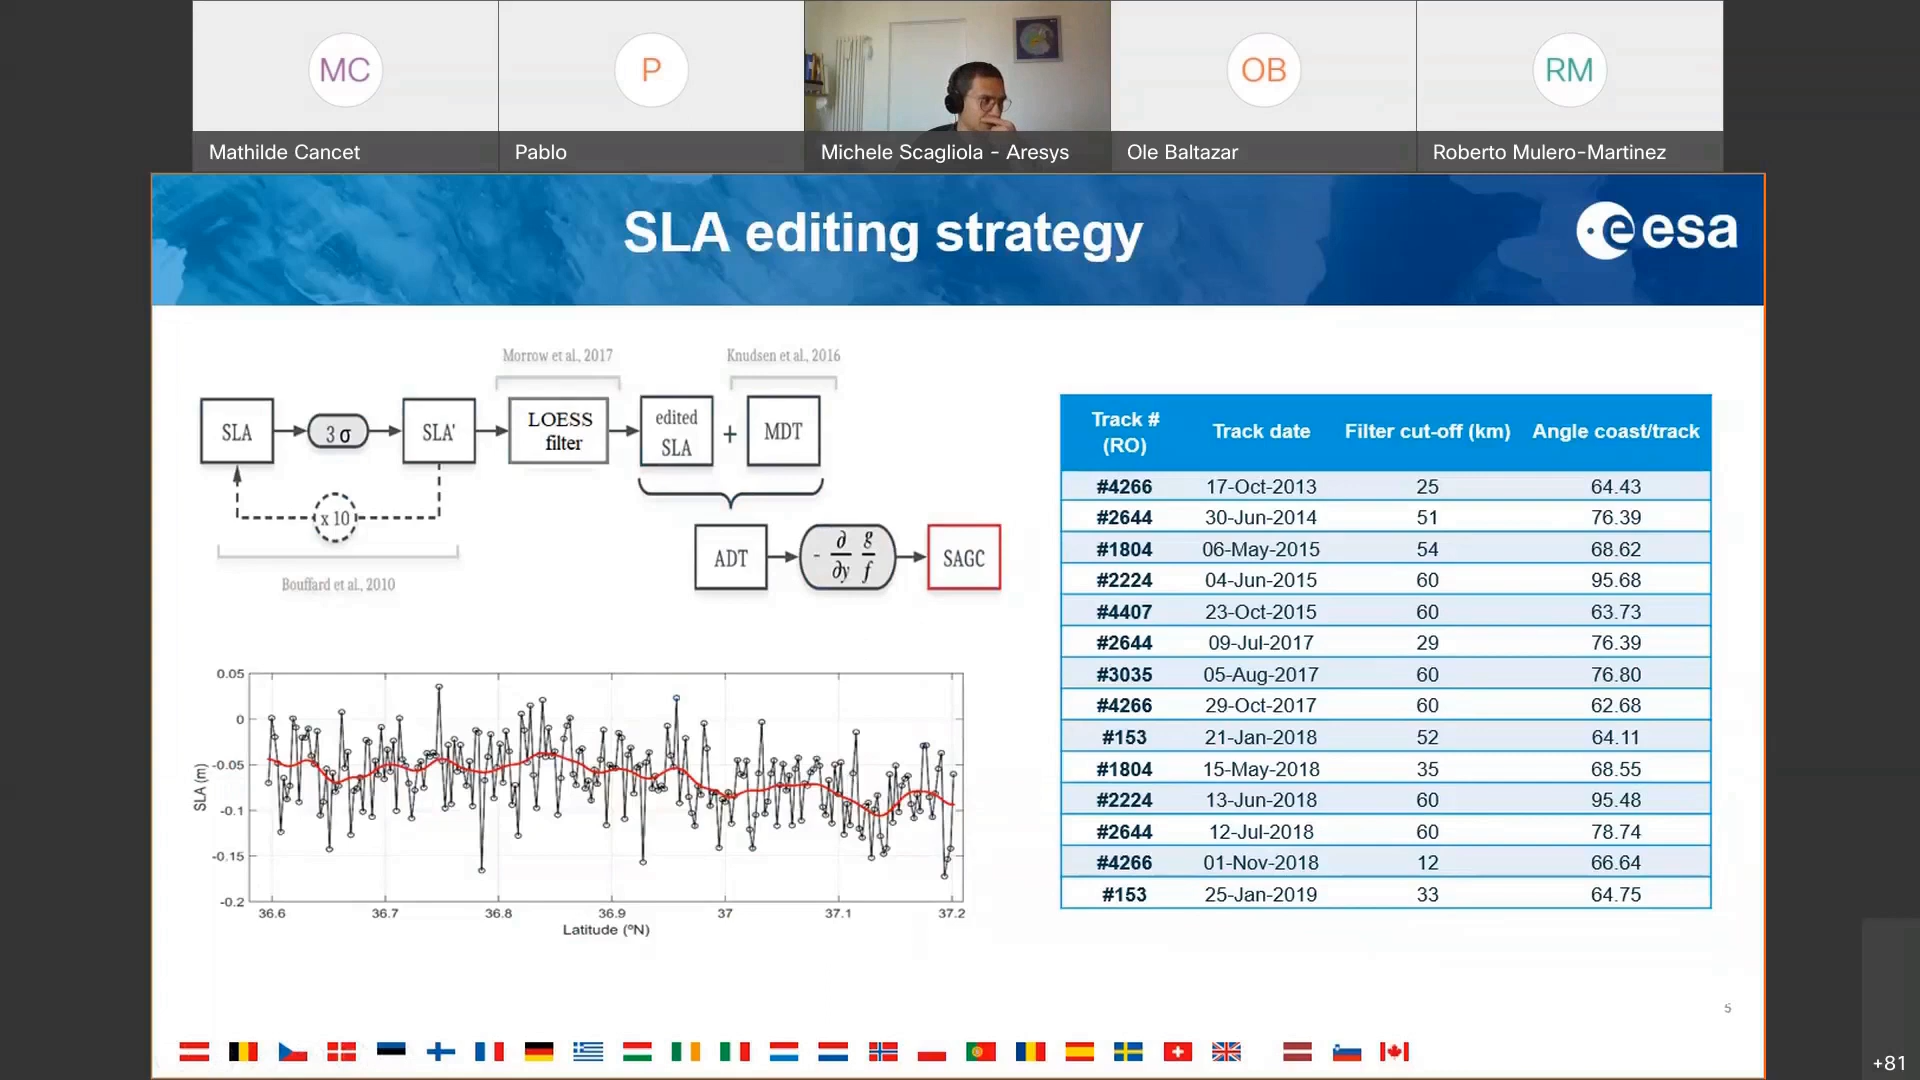 MC
P
OB
RM
Mathilde Cancet
Pablo
Michele Scagliola - Aresys
Ole Baltazar
Roberto Mulero-Martinez
SLA editing strategy
esa
Morrow et al., 2017
Knudsen et al., 2016
SLA
3 σ
SLA'
LOESS
filter
edited
SLA
+
MDT
x 10
Bouffard et al., 2010
ADT
- ∂/∂y g/f
SAGC
Track # (RO) Track date Filter cut-off (km) Angle coast/track
#4266 17-Oct-2013 25 64.43
#2644 30-Jun-2014 51 76.39
#1804 06-May-2015 54 68.62
#2224 04-Jun-2015 60 95.68
#4407 23-Oct-2015 60 63.73
#2644 09-Jul-2017 29 76.39
#3035 05-Aug-2017 60 76.80
#4266 29-Oct-2017 60 62.68
#153 21-Jan-2018 52 64.11
#1804 15-May-2018 35 68.55
#2224 13-Jun-2018 60 95.48
#2644 12-Jul-2018 60 78.74
#4266 01-Nov-2018 12 66.64
#153 25-Jan-2019 33 64.75
SLA (m)
0.05
0
-0.05
-0.1
-0.15
-0.2
36.6 36.7 36.8 36.9 37 37.1 37.2
Latitude (ºN)
5
+81